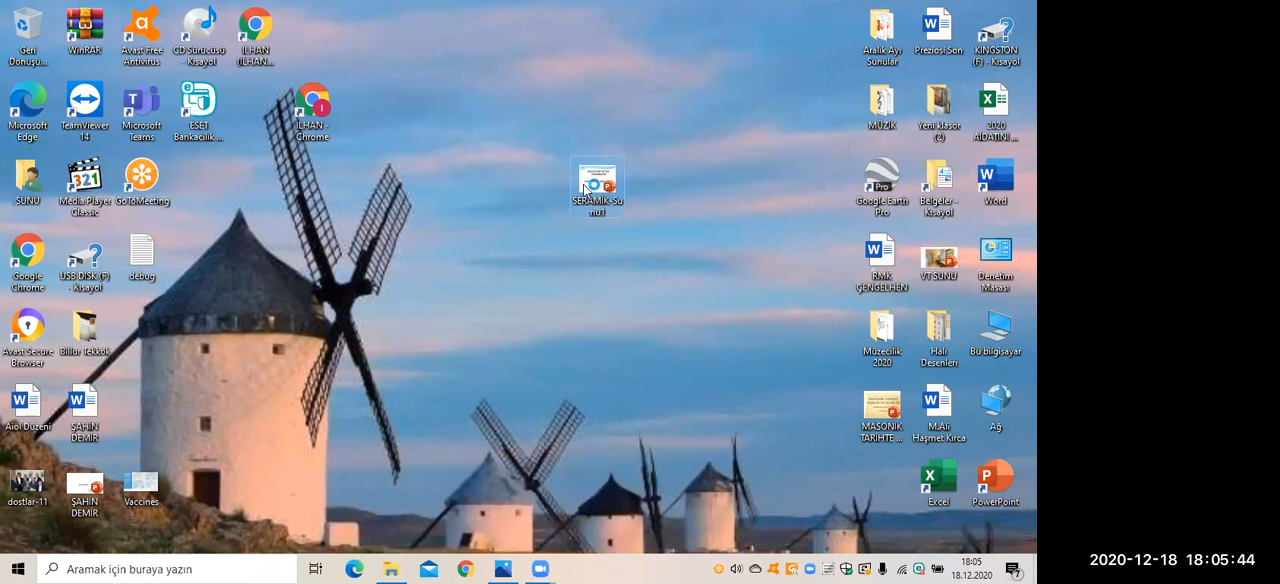 Geri
Dönüşü...
WinRAR
Avast Free
Antivirus
CD Sürücüsü
- Kısayol
İLHAN
(İLHAN...
Aralık Ayı
Sunular
Preziosi Son
KINGSTON
(F) - Kısayol
Microsoft
Edge
TeamViewer
14
Microsoft
Teams
ESET
Bankacılık ...
İLHAN -
Chrome
MÜZİK
Yeni klasör
(2)
2020
AİDATINI ...
SUNU
321
Media Player
Classic
GoToMeeting
SERAMİK-Su
nu1
Pro
Google Earth
Pro
Belgeler -
Kısayol
Word
Google
Chrome
USB DISK (F)
- Kısayol
debug
RMK
ÇENGELHEN
VT SUNU
Denetim
Masası
Avast Secure
Browser
Billur Tekkök
Müzecilik
2020
Halı
Desenleri
Bu bilgisayar
Aiol Düzeni
ŞAHİN
DEMİR
MASONİK
TARİHTE ...
M.Ali
Haşmet Kırca
Ağ
dostlar-11
ŞAHİN
DEMİR
Vaccines
Excel
PowerPoint
Aramak için buraya yazın
18:05
18.12.2020
7
2020-12-18 18:05:44